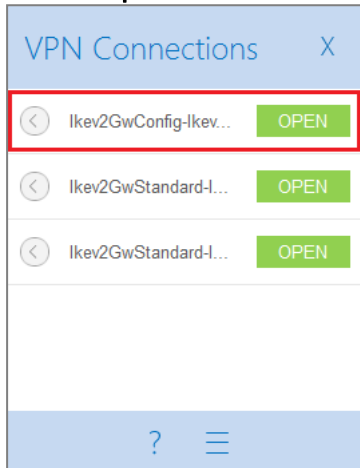 VPN Connections X
Ikev2GwConfig-Ikev... OPEN
Ikev2GwStandard-I... OPEN
Ikev2GwStandard-I... OPEN
?